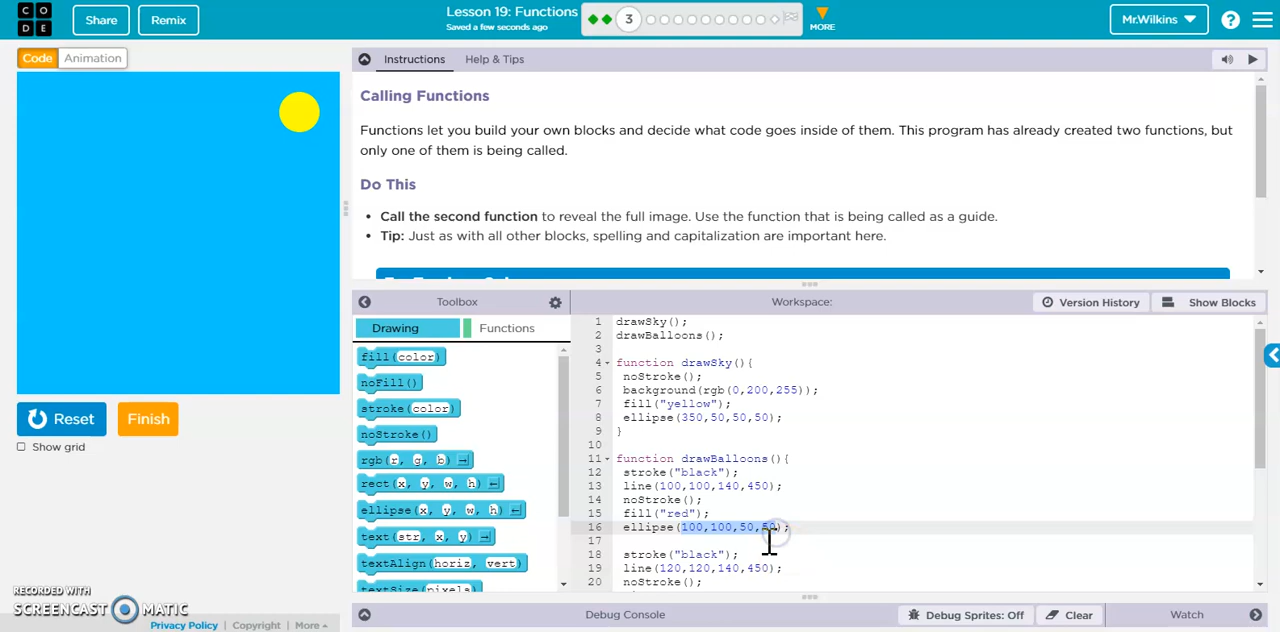 C O
D E
Share
Remix
Lesson 19: Functions
Saved a few seconds ago
3
MORE
Mr.Wilkins
?
Code
Animation
Instructions
Help & Tips
Calling Functions
Functions let you build your own blocks and decide what code goes inside of them. This program has already created two functions, but
only one of them is being called.
Do This
• Call the second function to reveal the full image. Use the function that is being called as a guide.
• Tip: Just as with all other blocks, spelling and capitalization are important here.
Toolbox
Workspace:
Version History
Show Blocks
Drawing
Functions
fill(color)
noFill()
stroke(color)
noStroke()
rgb(r, g, b)
rect(x, y, w, h)
ellipse(x, y, w, h)
text(str, x, y)
textAlign(horiz, vert)
textSize(pixels)
1 drawSky();
2 drawBalloons();
3
4 function drawSky(){
5 noStroke();
6 background(rgb(0,200,255));
7 fill("yellow");
8 ellipse(350,50,50,50);
9 }
10
11 function drawBalloons(){
12 stroke("black");
13 line(100,100,140,450);
14 noStroke();
15 fill("red");
16 ellipse(100,100,50,50);
17
18 stroke("black");
19 line(120,120,140,450);
20 noStroke();
Reset
Finish
Show grid
Debug Console
Debug Sprites: Off
Clear
Watch
RECORDED WITH
SCREENCAST MATIC
Privacy Policy | Copyright | More